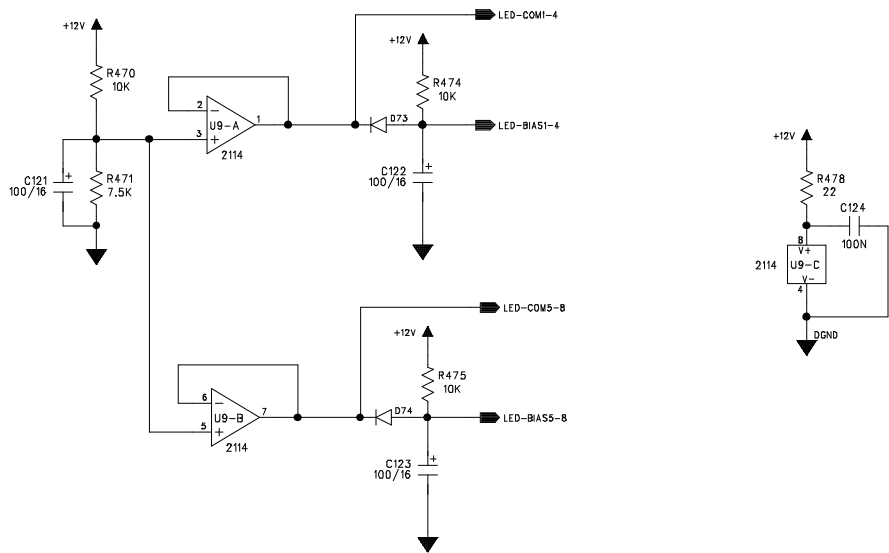 LED-COM1-4
+12V
+12V
R470
10K
R474
10K
2
1
U9-A
3
2114
D73
LED-BIAS1-4
+
C121
100/16
R471
7.5K
+
C122
100/16
+12V
R478
22
C124
100N
8
V+
2114
U9-C
V-
4
DGND
LED-COM5-8
+12V
R475
10K
6
7
U9-B
5
2114
D74
LED-BIAS5-8
+
C123
100/16